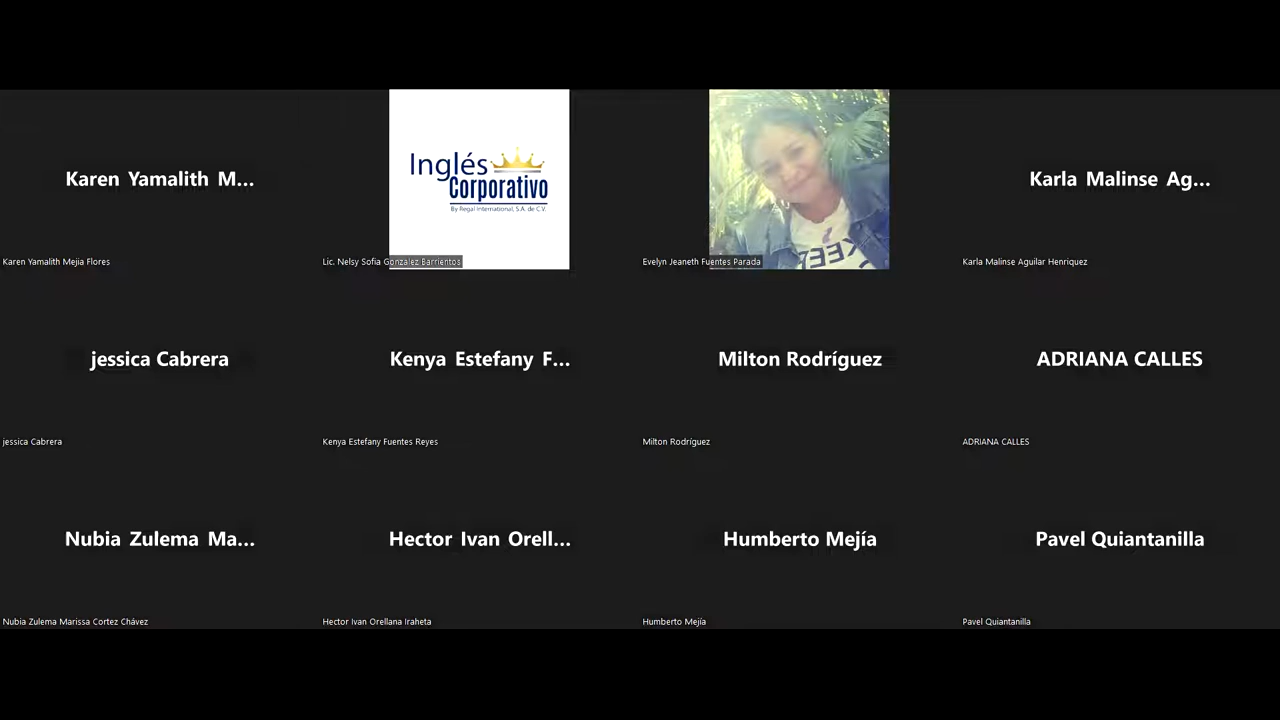 Karen Yamalith M...
Karen Yamalith Mejia Flores
Inglés
Corporativo
By Regal International, S.A. de C.V.
Lic. Nelsy Sofia Gonzalez Barrientos
Evelyn Jeaneth Fuentes Parada
Karla Malinse Ag...
Karla Malinse Aguilar Henriquez
jessica Cabrera
jessica Cabrera
Kenya Estefany F...
Kenya Estefany Fuentes Reyes
Milton Rodríguez
Milton Rodríguez
ADRIANA CALLES
ADRIANA CALLES
Nubia Zulema Ma...
Nubia Zulema Marissa Cortez Chávez
Hector Ivan Orell...
Hector Ivan Orellana Iraheta
Humberto Mejía
Humberto Mejía
Pavel Quiantanilla
Pavel Quiantanilla